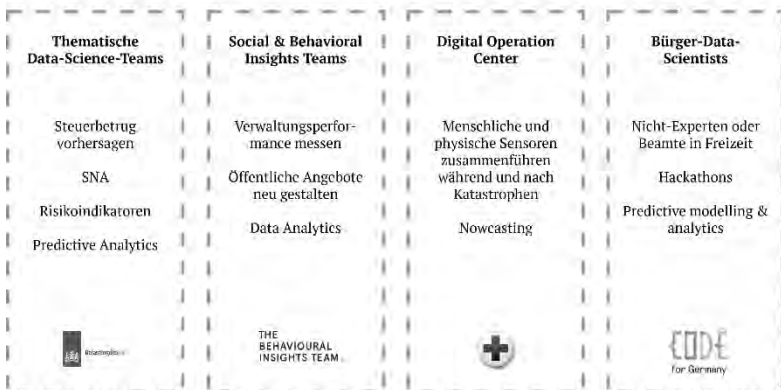 Thematische
Data-Science-Teams
Steuerbetrug
vorhersagen
SNA
Risikoindikatoren
Predictive Analytics
Social & Behavioral
Insights Teams
Verwaltungsperfor-
mance messen
Öffentliche Angebote
neu gestalten
Data Analytics
THE
BEHAVIOURAL
INSIGHTS TEAM
Digital Operation
Center
Menschliche und
physische Sensoren
zusammenführen
während und nach
Katastrophen
Nowcasting
Bürger-Data-
Scientists
Nicht-Experten oder
Beamte in Freizeit
Hackathons
Predictive modelling &
analytics
CODE
for Germany